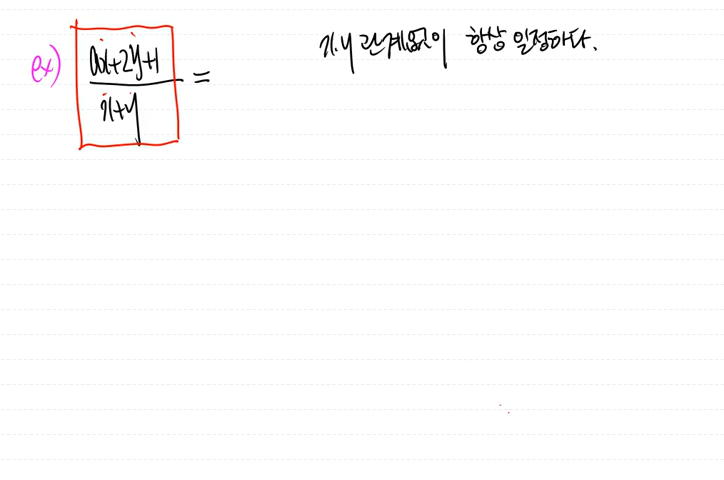 ex) ax+2y+1 / x+y = x, y 관계없이 항상 일정하다.